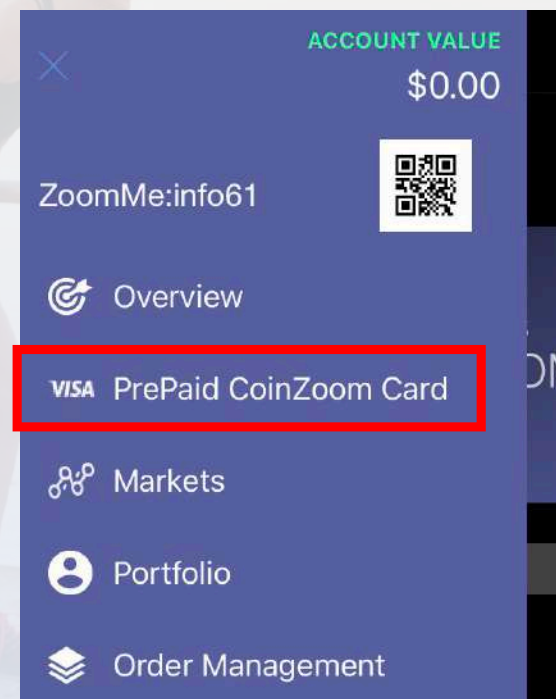 ACCOUNT VALUE
$0.00
ZoomMe:info61
Overview
VISA PrePaid CoinZoom Card
Markets
Portfolio
Order Management